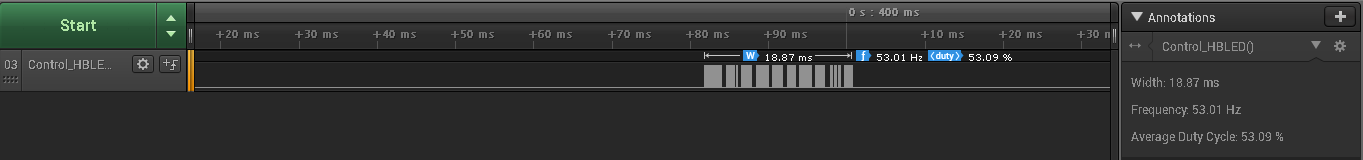 Start
0 s : 400 ms
+20 ms +30 ms +40 ms +50 ms +60 ms +70 ms +80 ms +90 ms +10 ms +20 ms +30 m
03 Control_HBLE...
W 18.87 ms f 53.01 Hz duty 53.09 %
Annotations
Control_HBLED()
Width: 18.87 ms
Frequency: 53.01 Hz
Average Duty Cycle: 53.09 %